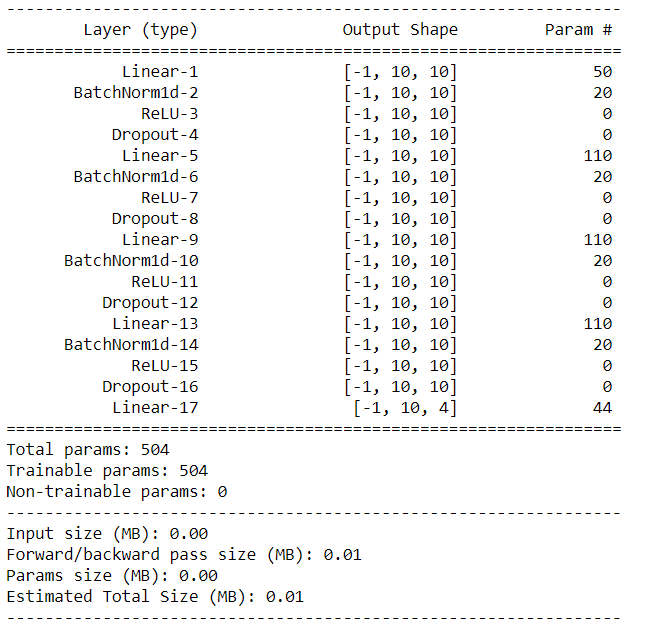 ----------------------------------------------------------------
Layer (type) Output Shape Param #
================================================================
Linear-1 [-1, 10, 10] 50
BatchNorm1d-2 [-1, 10, 10] 20
ReLU-3 [-1, 10, 10] 0
Dropout-4 [-1, 10, 10] 0
Linear-5 [-1, 10, 10] 110
BatchNorm1d-6 [-1, 10, 10] 20
ReLU-7 [-1, 10, 10] 0
Dropout-8 [-1, 10, 10] 0
Linear-9 [-1, 10, 10] 110
BatchNorm1d-10 [-1, 10, 10] 20
ReLU-11 [-1, 10, 10] 0
Dropout-12 [-1, 10, 10] 0
Linear-13 [-1, 10, 10] 110
BatchNorm1d-14 [-1, 10, 10] 20
ReLU-15 [-1, 10, 10] 0
Dropout-16 [-1, 10, 10] 0
Linear-17 [-1, 10, 4] 44
================================================================
Total params: 504
Trainable params: 504
Non-trainable params: 0
----------------------------------------------------------------
Input size (MB): 0.00
Forward/backward pass size (MB): 0.01
Params size (MB): 0.00
Estimated Total Size (MB): 0.01
----------------------------------------------------------------